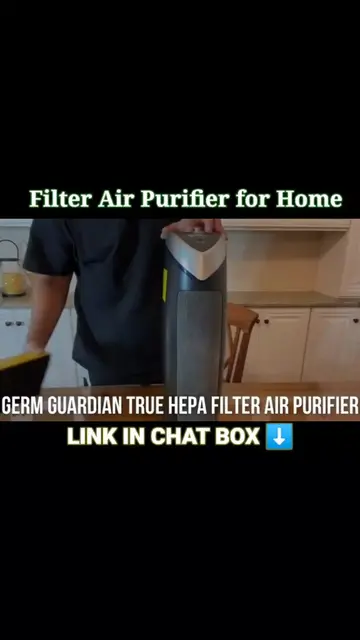 Filter Air Purifier for Home
GERM GUARDIAN TRUE HEPA FILTER AIR PURIFIER
LINK IN CHAT BOX ⬇️